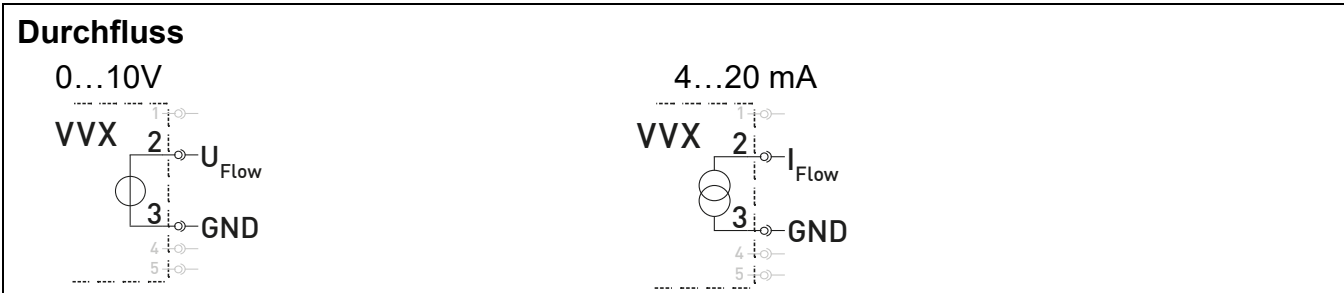 Durchfluss
0…10V
1
VVX 2 U Flow
3 GND
4
5
4…20 mA
1
VVX 2 I Flow
3 GND
4
5